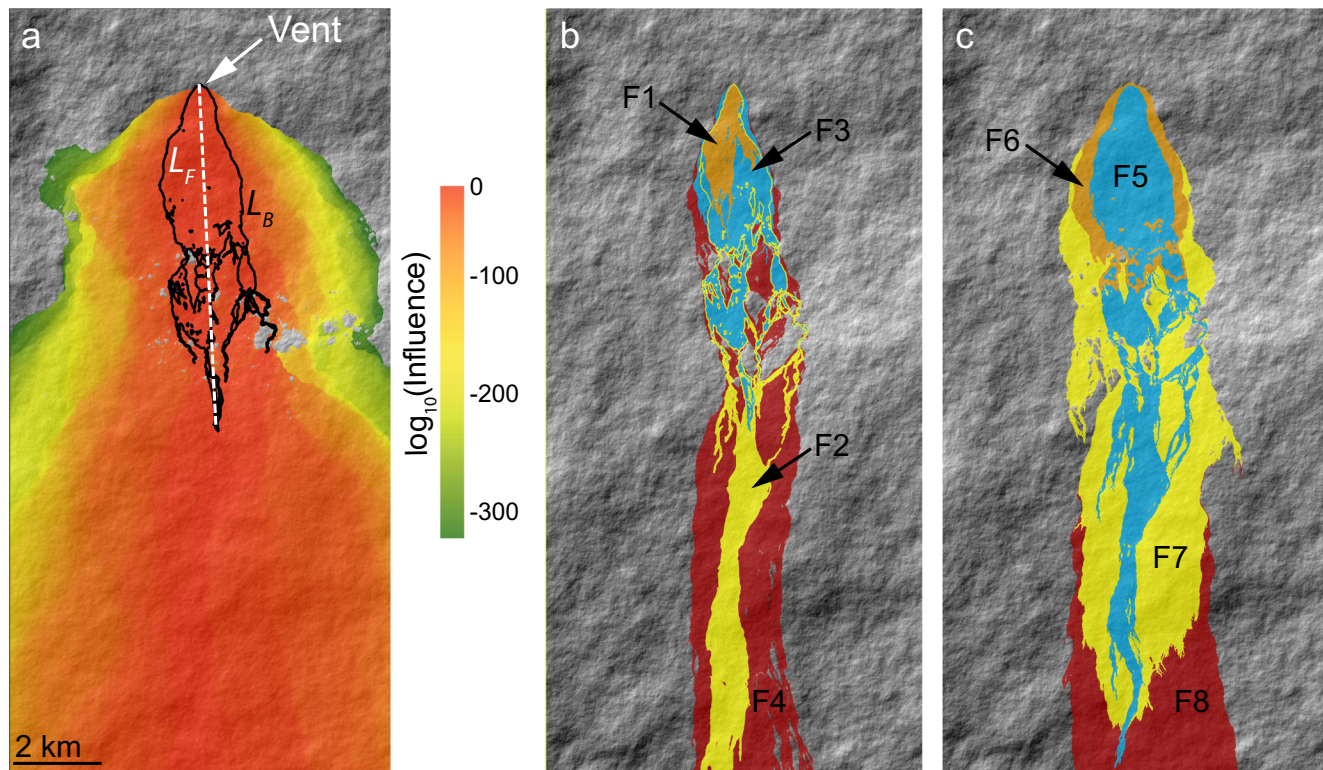 a
Vent
L_F
L_B
2 km
0
-100
-200
-300
log₁₀(Influence)
b
F1
F3
F2
F4
c
F6
F5
F7
F8